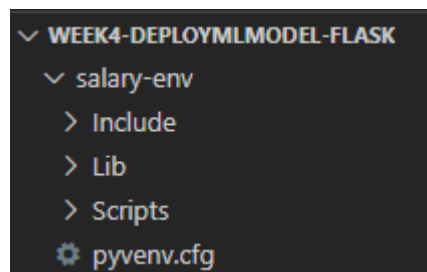 WEEK4-DEPLOYMLMODEL-FLASK
salary-env
Include
Lib
Scripts
pyvenv.cfg